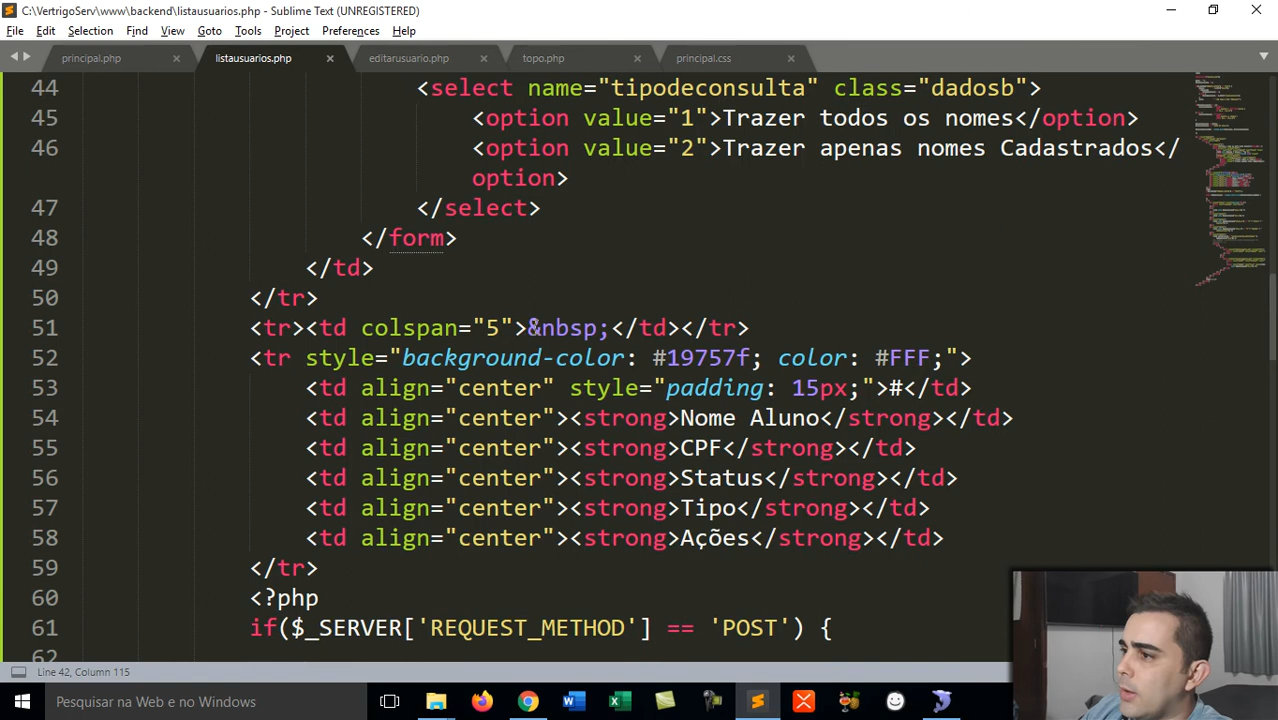 C:\VertrigoServ\www\backend\listausuarios.php - Sublime Text (UNREGISTERED)
File Edit Selection Find View Goto Tools Project Preferences Help
principal.php listausuarios.php editarusuario.php topo.php principal.css
44 <select name="tipodeconsulta" class="dadosb">
45 <option value="1">Trazer todos os nomes</option>
46 <option value="2">Trazer apenas nomes Cadastrados</
option>
47 </select>
48 </form>
49 </td>
50 </tr>
51 <tr><td colspan="5">&nbsp;</td></tr>
52 <tr style="background-color: #19757f; color: #FFF;">
53 <td align="center" style="padding: 15px;">#</td>
54 <td align="center"><strong>Nome Aluno</strong></td>
55 <td align="center"><strong>CPF</strong></td>
56 <td align="center"><strong>Status</strong></td>
57 <td align="center"><strong>Tipo</strong></td>
58 <td align="center"><strong>Ações</strong></td>
59 </tr>
60 <?php
61 if($_SERVER['REQUEST_METHOD'] == 'POST') {
62
Line 42, Column 115
Pesquisar na Web e no Windows